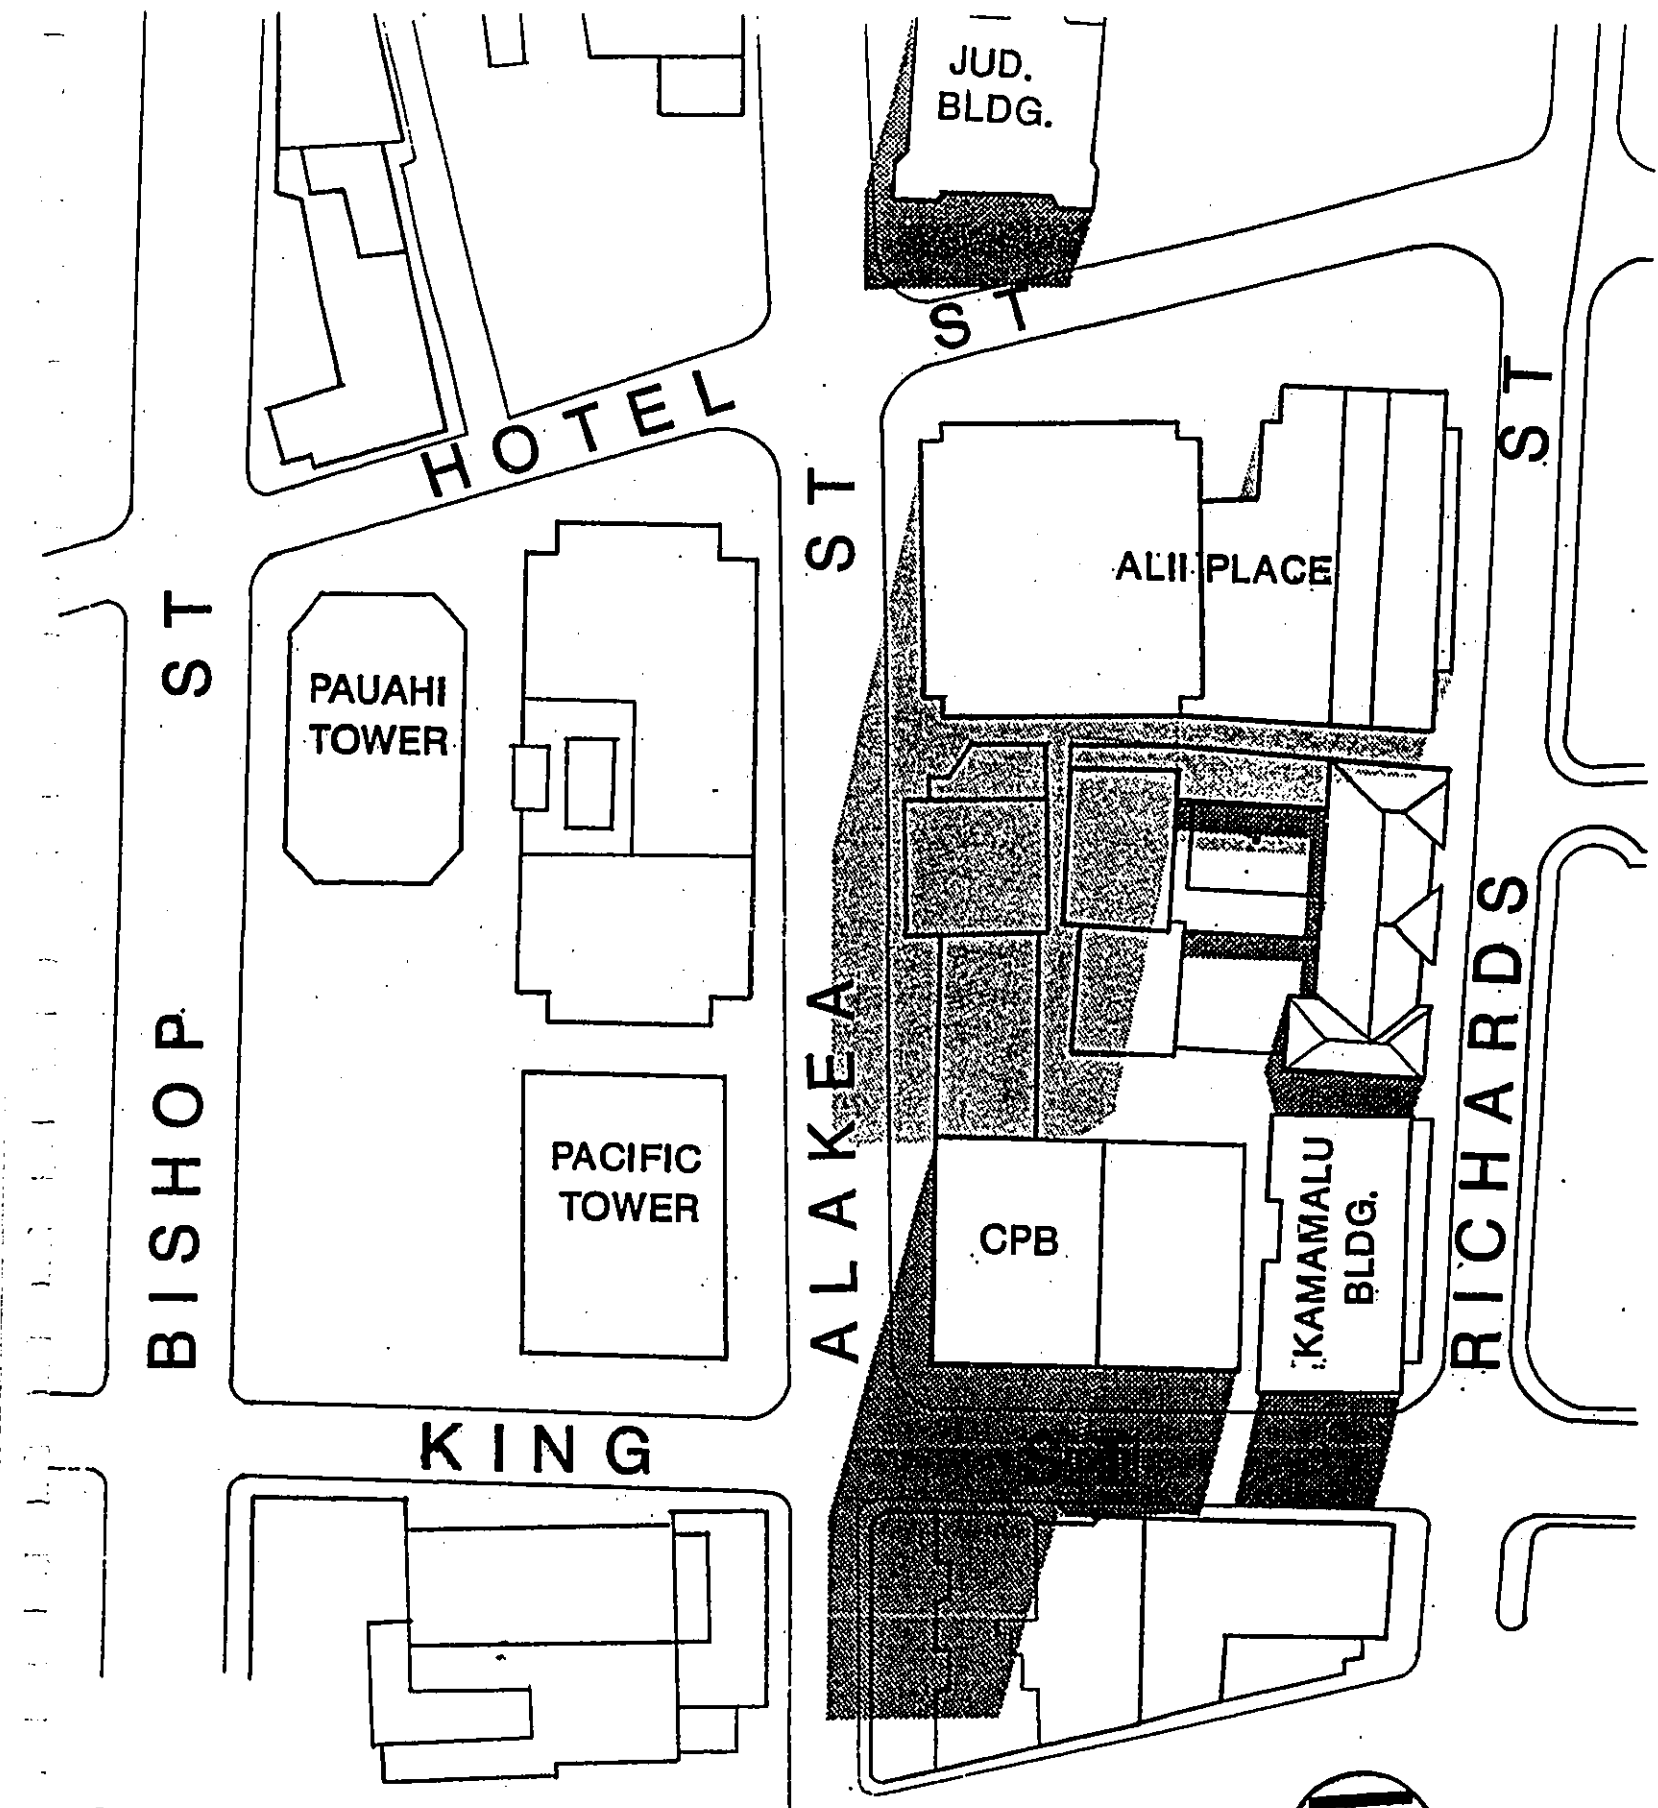 JUD.
BLDG.
HOTEL ST
ST
ST
ALII PLACE
ST
PAUAHI
TOWER
BISHOP
PACIFIC
TOWER
ALAKEA
CPB
KAMAMALU
BLDG.
RICHARDS
KING ST